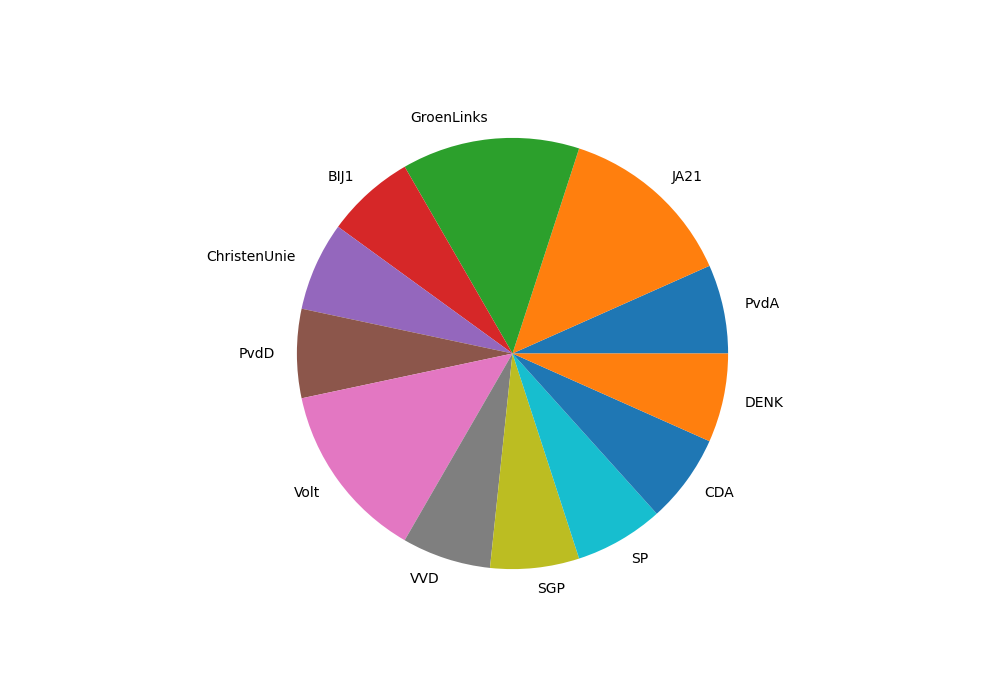 GroenLinks
JA21
BIJ1
ChristenUnie
PvdA
PvdD
DENK
Volt
CDA
SP
VVD
SGP